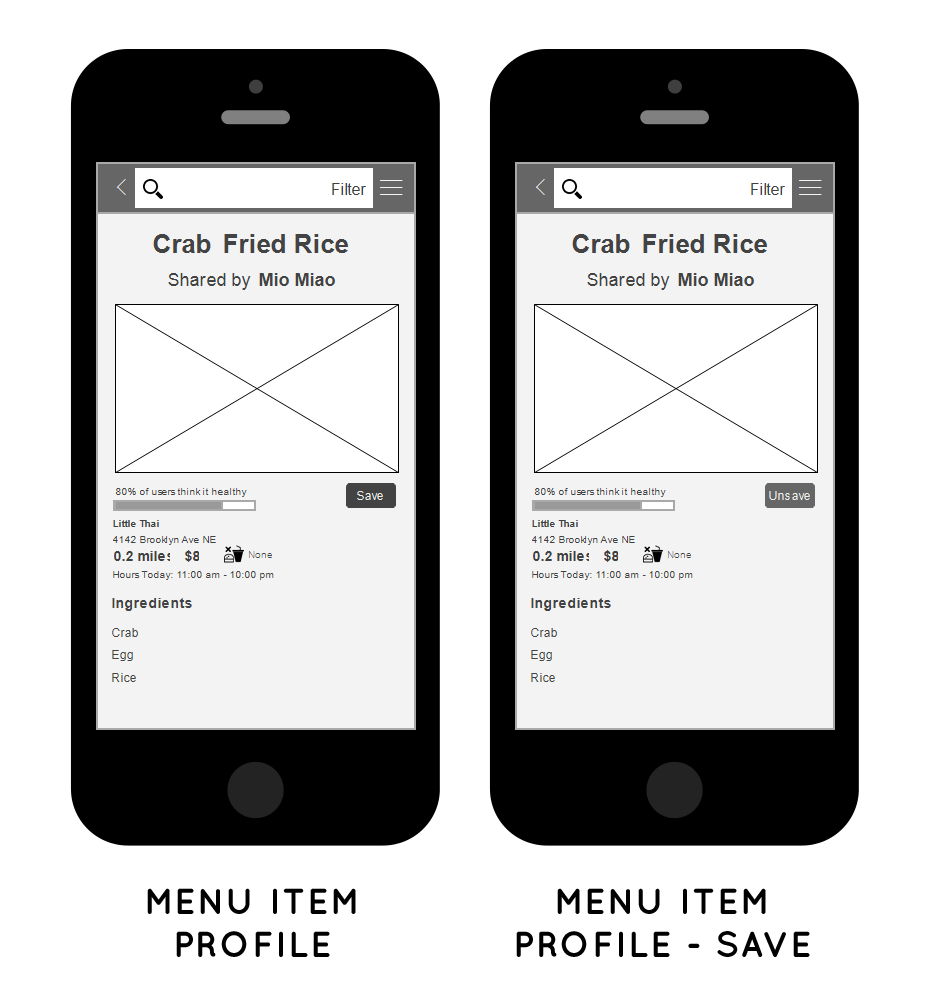 Filter
Crab Fried Rice
Shared by Mio Miao
80% of users think it healthy
Save
Little Thai
4142 Brooklyn Ave NE
0.2 miles $8 None
Hours Today: 11:00 am - 10:00 pm
Ingredients
Crab
Egg
Rice
MENU ITEM
PROFILE
Filter
Crab Fried Rice
Shared by Mio Miao
80% of users think it healthy
Unsave
Little Thai
4142 Brooklyn Ave NE
0.2 miles $8 None
Hours Today: 11:00 am - 10:00 pm
Ingredients
Crab
Egg
Rice
MENU ITEM
PROFILE - SAVE